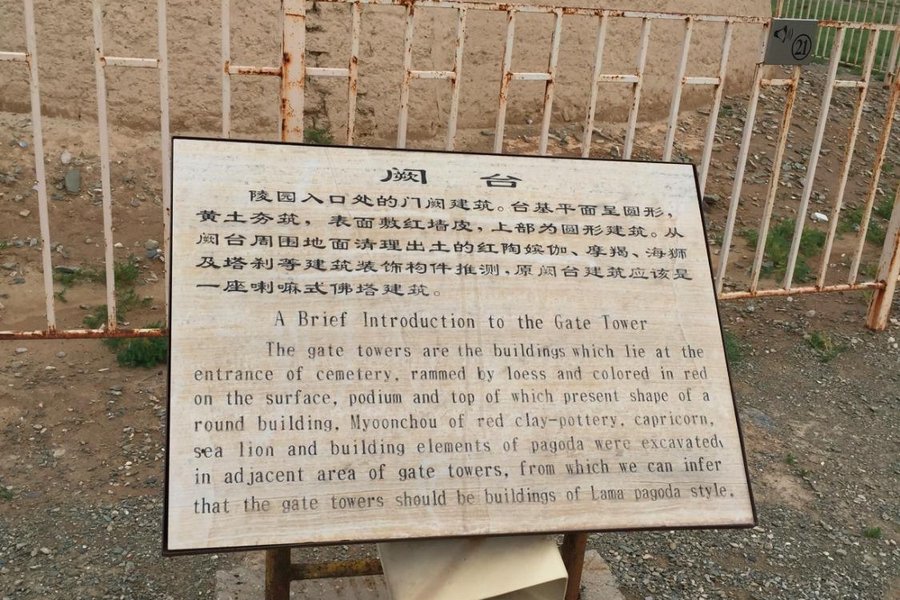 ㉑
阙 台
陵园入口处的门阙建筑。台基平面呈圆形，
黄土夯筑，表面敷红墙皮，上部为圆形建筑。从
阙台周围地面清理出土的红陶嫔伽、摩羯、海狮
及塔刹等建筑装饰构件推测，原阙台建筑应该是
一座喇嘛式佛塔建筑。
A Brief Introduction to the Gate Tower
The gate towers are the buildings which lie at the
entrance of cemetery, rammed by loess and colored in red
on the surface, podium and top of which present shape of a
round building, Myoonchou of red clay-pottery, capricorn,
sea lion and building elements of pagoda were excavated
in adjacent area of gate towers, from which we can infer
that the gate towers should be buildings of Lama pagoda style.